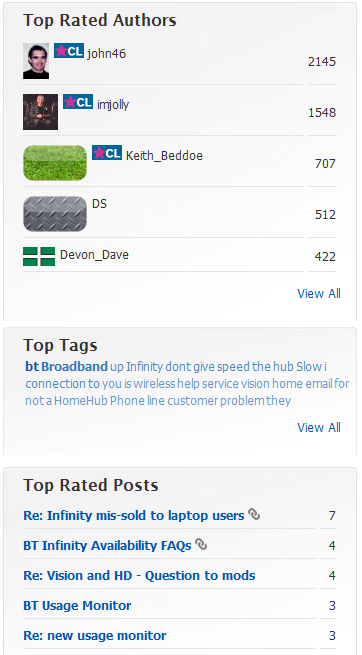 Top Rated Authors
CL john46 2145
CL imjolly 1548
CL Keith_Beddoe 707
DS 512
Devon_Dave 422
View All
Top Tags
bt Broadband up Infinity dont give speed the hub Slow i
connection to you is wireless help service vision home email for
not a HomeHub Phone line customer problem they
View All
Top Rated Posts
Re: Infinity mis-sold to laptop users 7
BT Infinity Availability FAQs 4
Re: Vision and HD - Question to mods 4
BT Usage Monitor 3
Re: new usage monitor 3